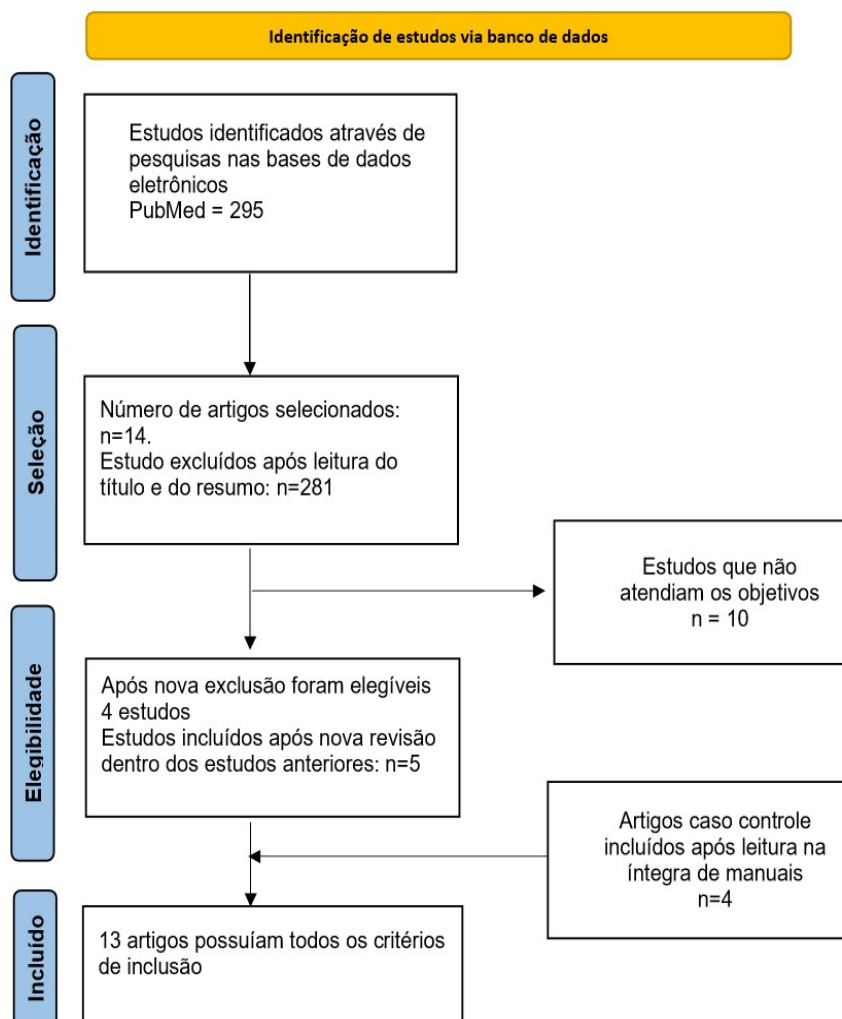 Identificação de estudos via banco de dados
Identificação
Estudos identificados através de
pesquisas nas bases de dados
eletrônicos
PubMed = 295
Seleção
Número de artigos selecionados:
n=14.
Estudo excluídos após leitura do
título e do resumo: n=281
Estudos que não
atendiam os objetivos
n = 10
Elegibilidade
Após nova exclusão foram elegíveis
4 estudos
Estudos incluídos após nova revisão
dentro dos estudos anteriores: n=5
Artigos caso controle
incluídos após leitura na
íntegra de manuais
n=4
Incluído
13 artigos possuíam todos os critérios
de inclusão